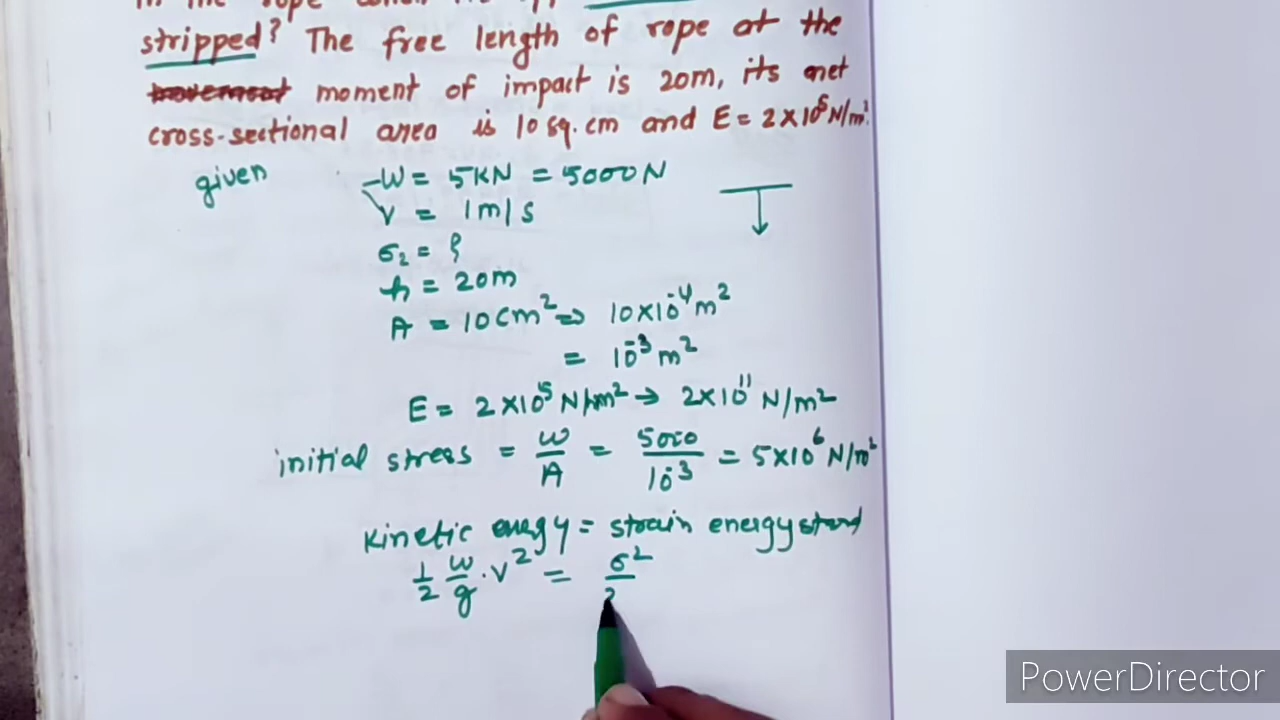 stripped? The free length of rope at the
moment of impact is 20m, its net
cross-sectional area is 10 sq.cm and E = 2×10⁵ N/m²
given
W = 5KN = 5000N
V = 1m/s
σ₂ = ?
h = 20m
A = 10cm² => 10×10⁻⁴m²
= 10⁻³m²
E = 2×10⁵ N/mm² → 2×10¹¹ N/m²
initial stress = W/A = 5000/10⁻³ = 5×10⁶ N/m²
Kinetic energy = strain energy
1/2 w/g . v² = σ²/2
PowerDirector